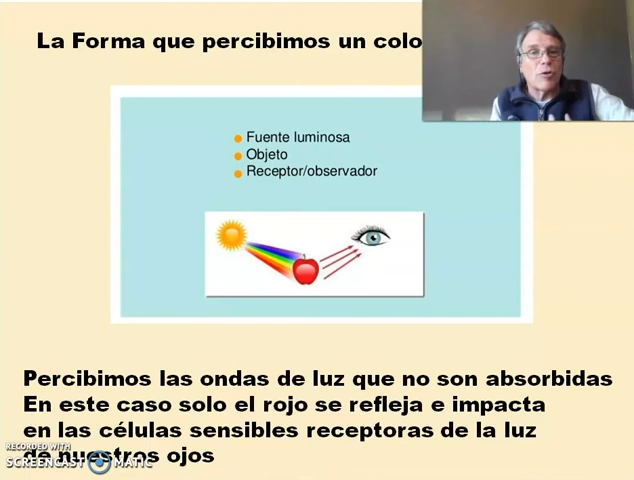 La Forma que percibimos un colo
Fuente luminosa
Objeto
Receptor/observador
Percibimos las ondas de luz que no son absorbidas
En este caso solo el rojo se refleja e impacta
en las células sensibles receptoras de la luz
de nuestros ojos
RECORDED WITH
SCREENCAST MATIC